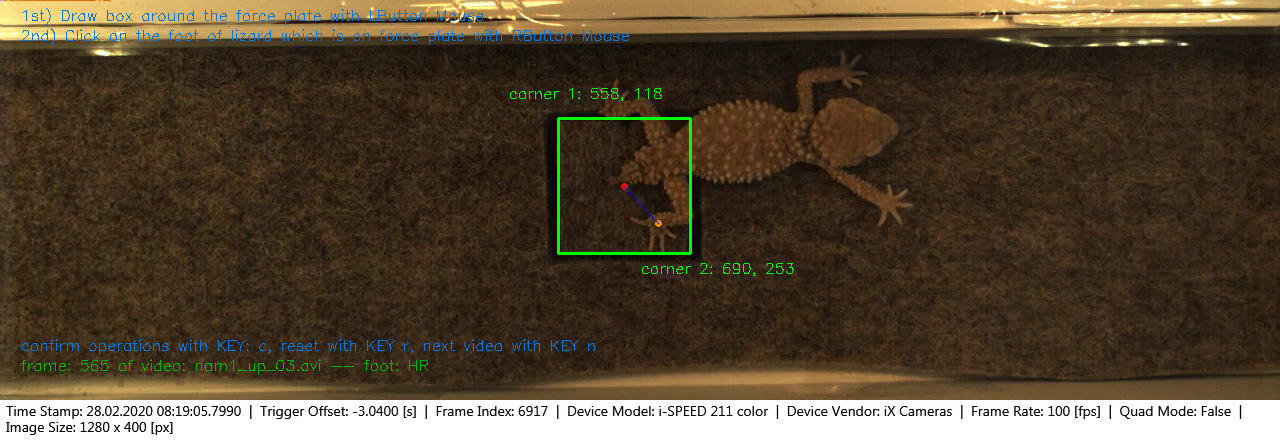 1st) Draw box around the force plate with LButton Mouse.
2nd) Click on the foot of lizard which is on force plate with RButton Mouse
corner 1: 558, 118
corner 2: 690, 253
confirm operations with KEY: c, reset with KEY r, next video with KEY n
frame: 565 of video: nam1_up_03.avi -- foot: HR
Time Stamp: 28.02.2020 08:19:05.7990 | Trigger Offset: -3.0400 [s] | Frame Index: 6917 | Device Model: i-SPEED 211 color | Device Vendor: iX Cameras | Frame Rate: 100 [fps] | Quad Mode: False |
Image Size: 1280 x 400 [px]